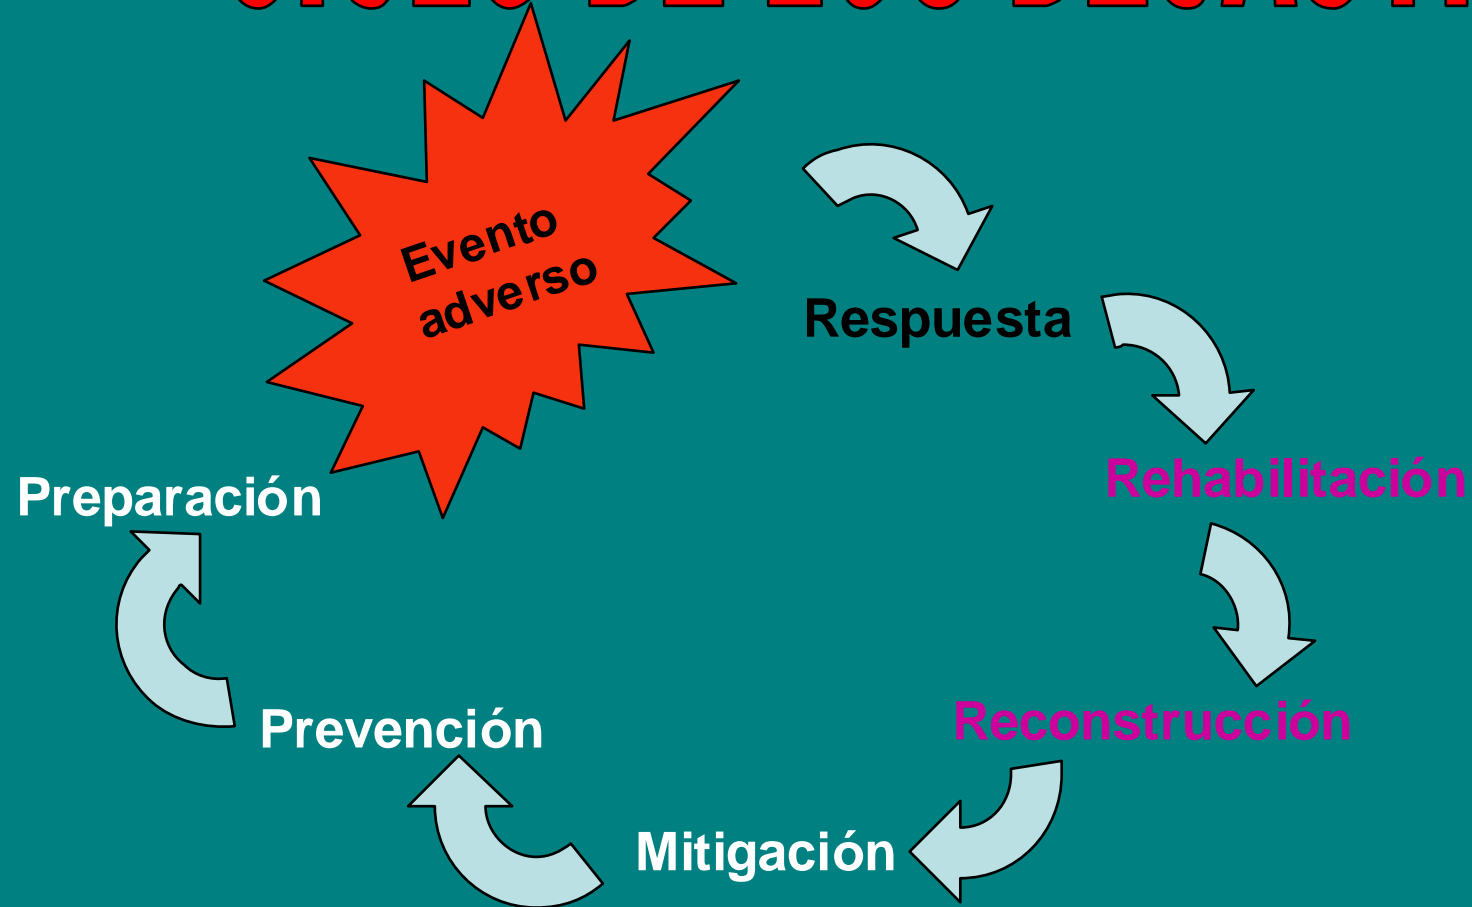 Evento
adverso
Respuesta
Rehabilitación
Reconstrucción
Mitigación
Prevención
Preparación